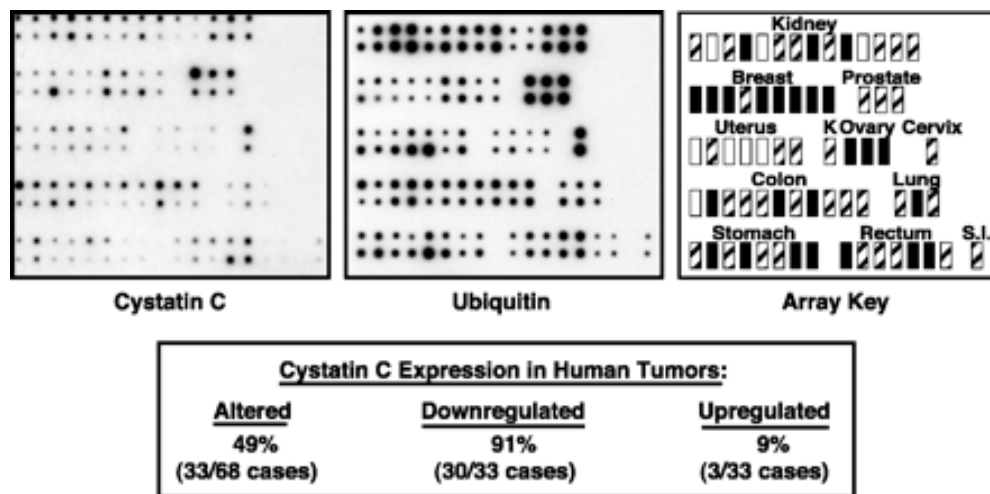 Kidney
Breast Prostate
Uterus K Ovary Cervix
Colon Lung
Stomach Rectum S.I.
Cystatin C Ubiquitin Array Key
Cystatin C Expression in Human Tumors:
Altered Downregulated Upregulated
49% 91% 9%
(33/68 cases) (30/33 cases) (3/33 cases)